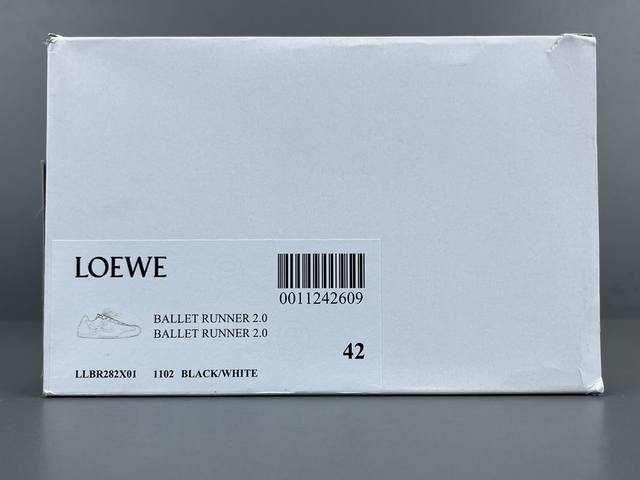 LOEWE
0011242609
BALLET RUNNER 2.0
BALLET RUNNER 2.0
42
LLBR282X01 1102 BLACK/WHITE